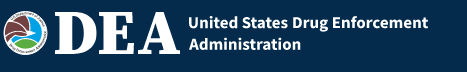 DEA
United States Drug Enforcement
Administration